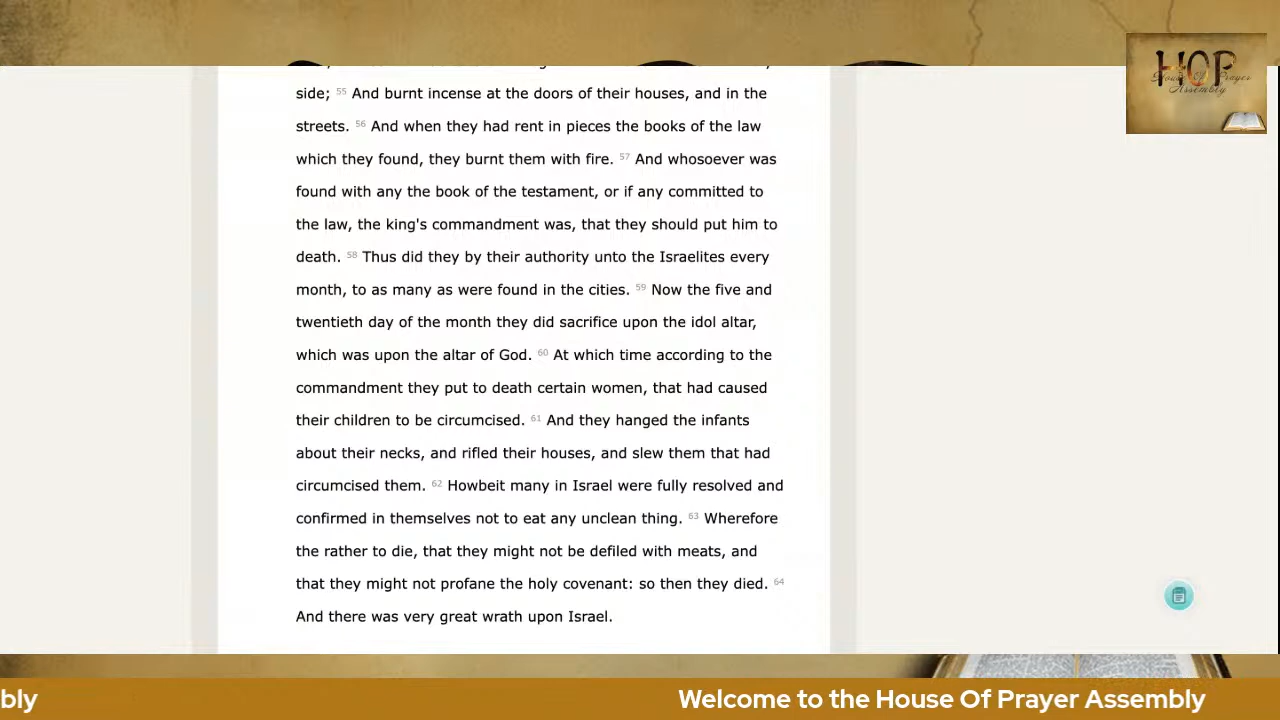 HOP
House Of Prayer
Assembly
side; 55 And burnt incense at the doors of their houses, and in the
streets. 56 And when they had rent in pieces the books of the law
which they found, they burnt them with fire. 57 And whosoever was
found with any the book of the testament, or if any committed to
the law, the king's commandment was, that they should put him to
death. 58 Thus did they by their authority unto the Israelites every
month, to as many as were found in the cities. 59 Now the five and
twentieth day of the month they did sacrifice upon the idol altar,
which was upon the altar of God. 60 At which time according to the
commandment they put to death certain women, that had caused
their children to be circumcised. 61 And they hanged the infants
about their necks, and rifled their houses, and slew them that had
circumcised them. 62 Howbeit many in Israel were fully resolved and
confirmed in themselves not to eat any unclean thing. 63 Wherefore
the rather to die, that they might not be defiled with meats, and
that they might not profane the holy covenant: so then they died. 64
And there was very great wrath upon Israel.
bly Welcome to the House Of Prayer Assembly